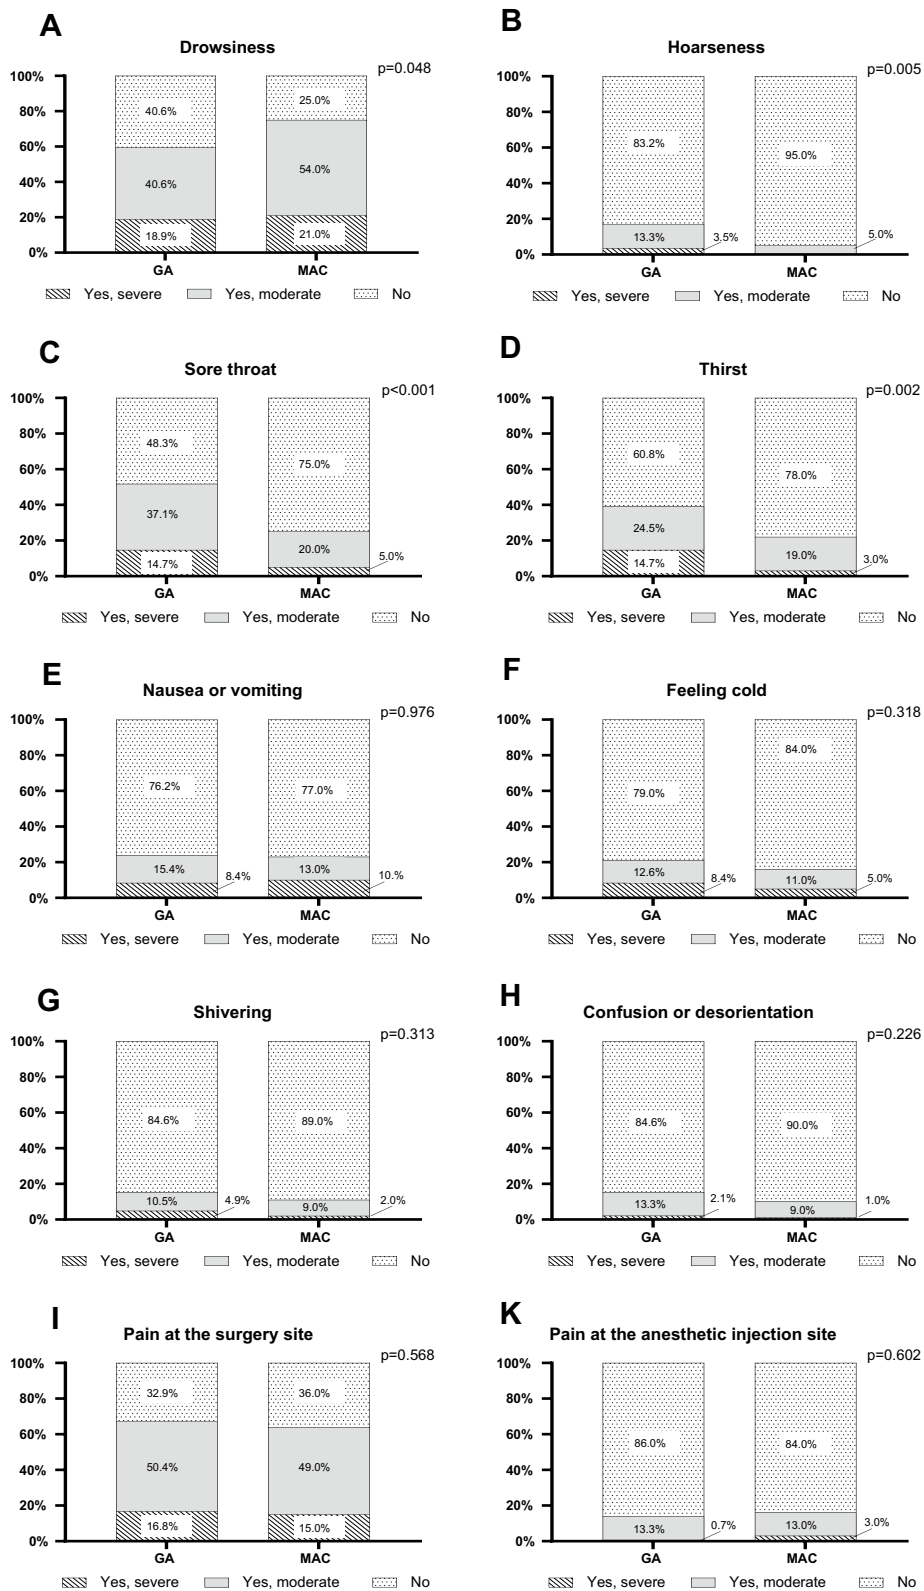 A
Drowsiness
p=0.048
100%
80%
60%
40%
20%
0%
40.6%
40.6%
18.9%
25.0%
54.0%
21.0%
GA MAC
Yes, severe Yes, moderate No
B
Hoarseness
p=0.005
100%
80%
60%
40%
20%
0%
83.2%
13.3%
3.5%
95.0%
5.0%
GA MAC
Yes, severe Yes, moderate No
C
Sore throat
p<0.001
100%
80%
60%
40%
20%
0%
48.3%
37.1%
14.7%
75.0%
20.0%
5.0%
GA MAC
Yes, severe Yes, moderate No
D
Thirst
p=0.002
100%
80%
60%
40%
20%
0%
60.8%
24.5%
14.7%
78.0%
19.0%
3.0%
GA MAC
Yes, severe Yes, moderate No
E
Nausea or vomiting
p=0.976
100%
80%
60%
40%
20%
0%
76.2%
15.4%
8.4%
77.0%
13.0%
10.%
GA MAC
Yes, severe Yes, moderate No
F
Feeling cold
p=0.318
100%
80%
60%
40%
20%
0%
79.0%
12.6%
8.4%
84.0%
11.0%
5.0%
GA MAC
Yes, severe Yes, moderate No
G
Shivering
p=0.313
100%
80%
60%
40%
20%
0%
84.6%
10.5%
4.9%
89.0%
9.0%
2.0%
GA MAC
Yes, severe Yes, moderate No
H
Confusion or desorientation
p=0.226
100%
80%
60%
40%
20%
0%
84.6%
13.3%
2.1%
90.0%
9.0%
1.0%
GA MAC
Yes, severe Yes, moderate No
I
Pain at the surgery site
p=0.568
100%
80%
60%
40%
20%
0%
32.9%
50.4%
16.8%
36.0%
49.0%
15.0%
GA MAC
Yes, severe Yes, moderate No
K
Pain at the anesthetic injection site
p=0.602
100%
80%
60%
40%
20%
0%
86.0%
13.3%
0.7%
84.0%
13.0%
3.0%
GA MAC
Yes, severe Yes, moderate No